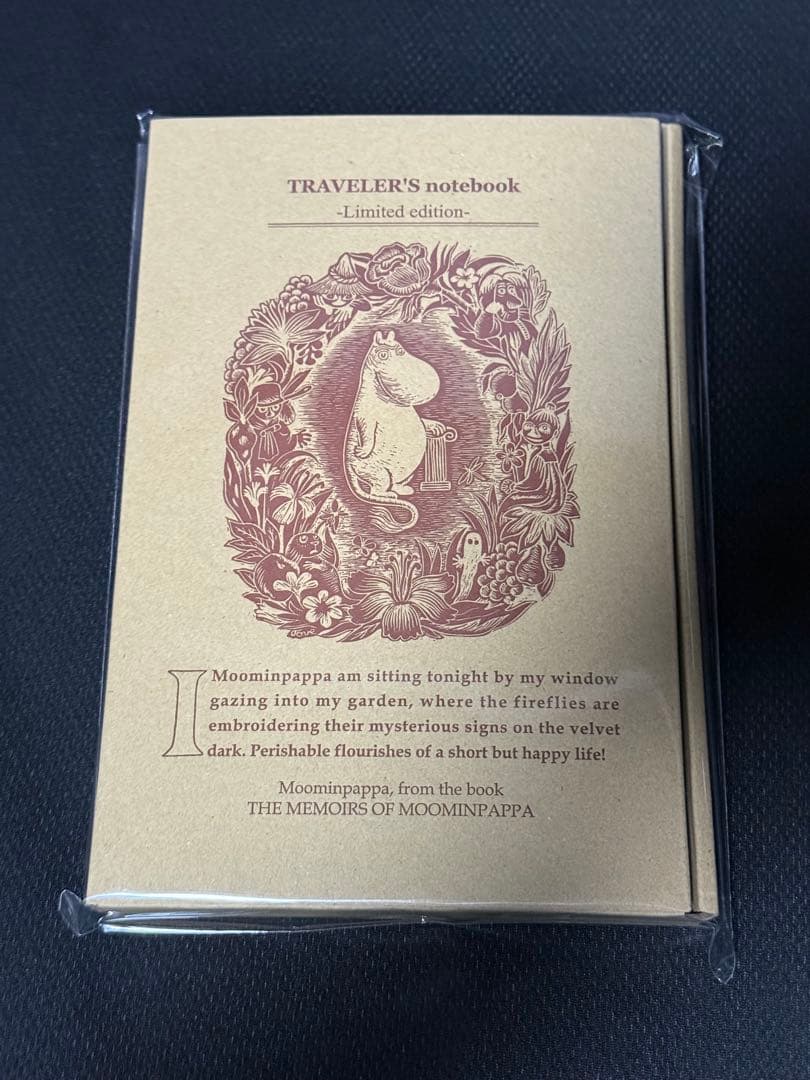 TRAVELER'S notebook
-Limited edition-
Tove
I Moominpappa am sitting tonight by my window
gazing into my garden, where the fireflies are
embroidering their mysterious signs on the velvet
dark. Perishable flourishes of a short but happy life!
Moominpappa, from the book
THE MEMOIRS OF MOOMINPAPPA